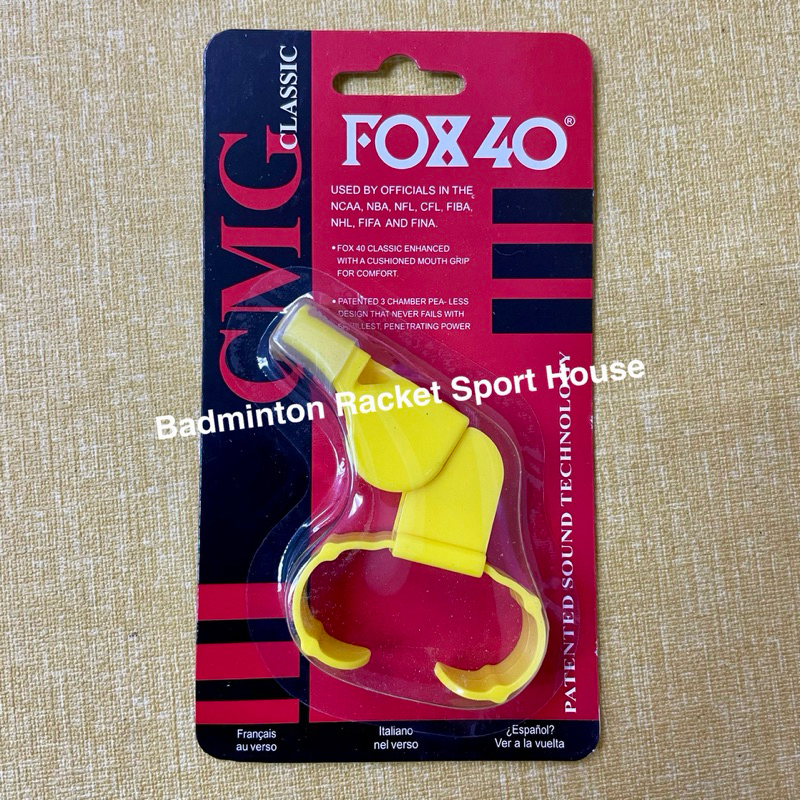 CMG
CLASSIC
FOX 40®
USED BY OFFICIALS IN THE
NCAA, NBA, NFL, CFL, FIBA,
NHL, FIFA AND FINA.
• FOX 40 CLASSIC ENHANCED
WITH A CUSHIONED MOUTH GRIP
FOR COMFORT.
• PATENTED 3 CHAMBER PEA- LESS
DESIGN THAT NEVER FAILS WITH
PENETRATING POWER
Badminton Racket Sport House
PATENTED SOUND TECHNOLOGY
Français
au verso
Italiano
nel verso
¿Español?
Ver a la vuelta